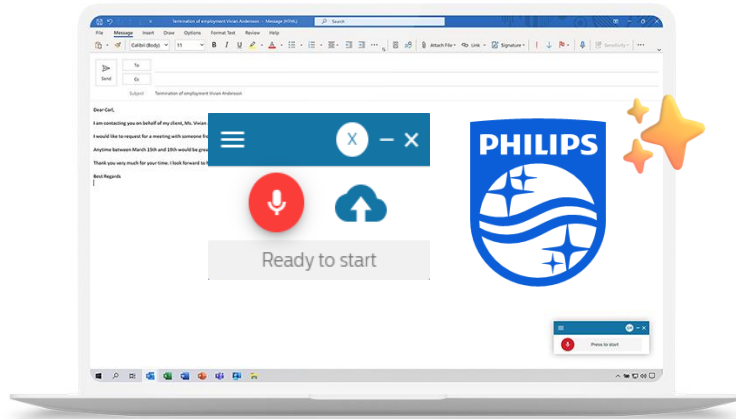 Termination of employment Vivian Anderson - Message (HTML)
Search
File Message Insert Draw Options Format Text Review Help
Calibri (Body) 11 B I U A Attach File Link Signature Sensitivity
Send
To
Cc
Subject Termination of employment Vivian Anderson
Dear Carl,
I am contacting you on behalf of my client, Ms. Vivian
I would like to request for a meeting with someone
Anytime between March 15th and 19th would be
Thank you very much for your time. I look forward to
Best Regards
X
Ready to start
PHILIPS
Press to start